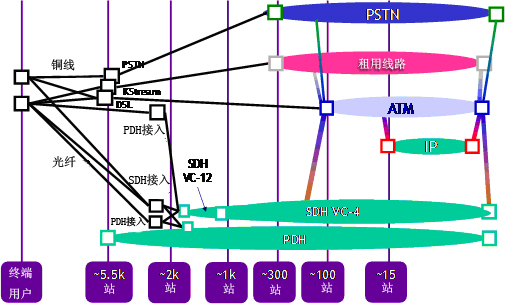 PSTN
铜线
PSTN
租用线路
KStream
DSL
ATM
PDH接入
IP
光纤
SDH
VC-12
SDH接入
PDH接入
SDH VC-4
PDH
终端
用户
~5.5k
站
~2k
站
~1k
站
~300
站
~100
站
~15
站